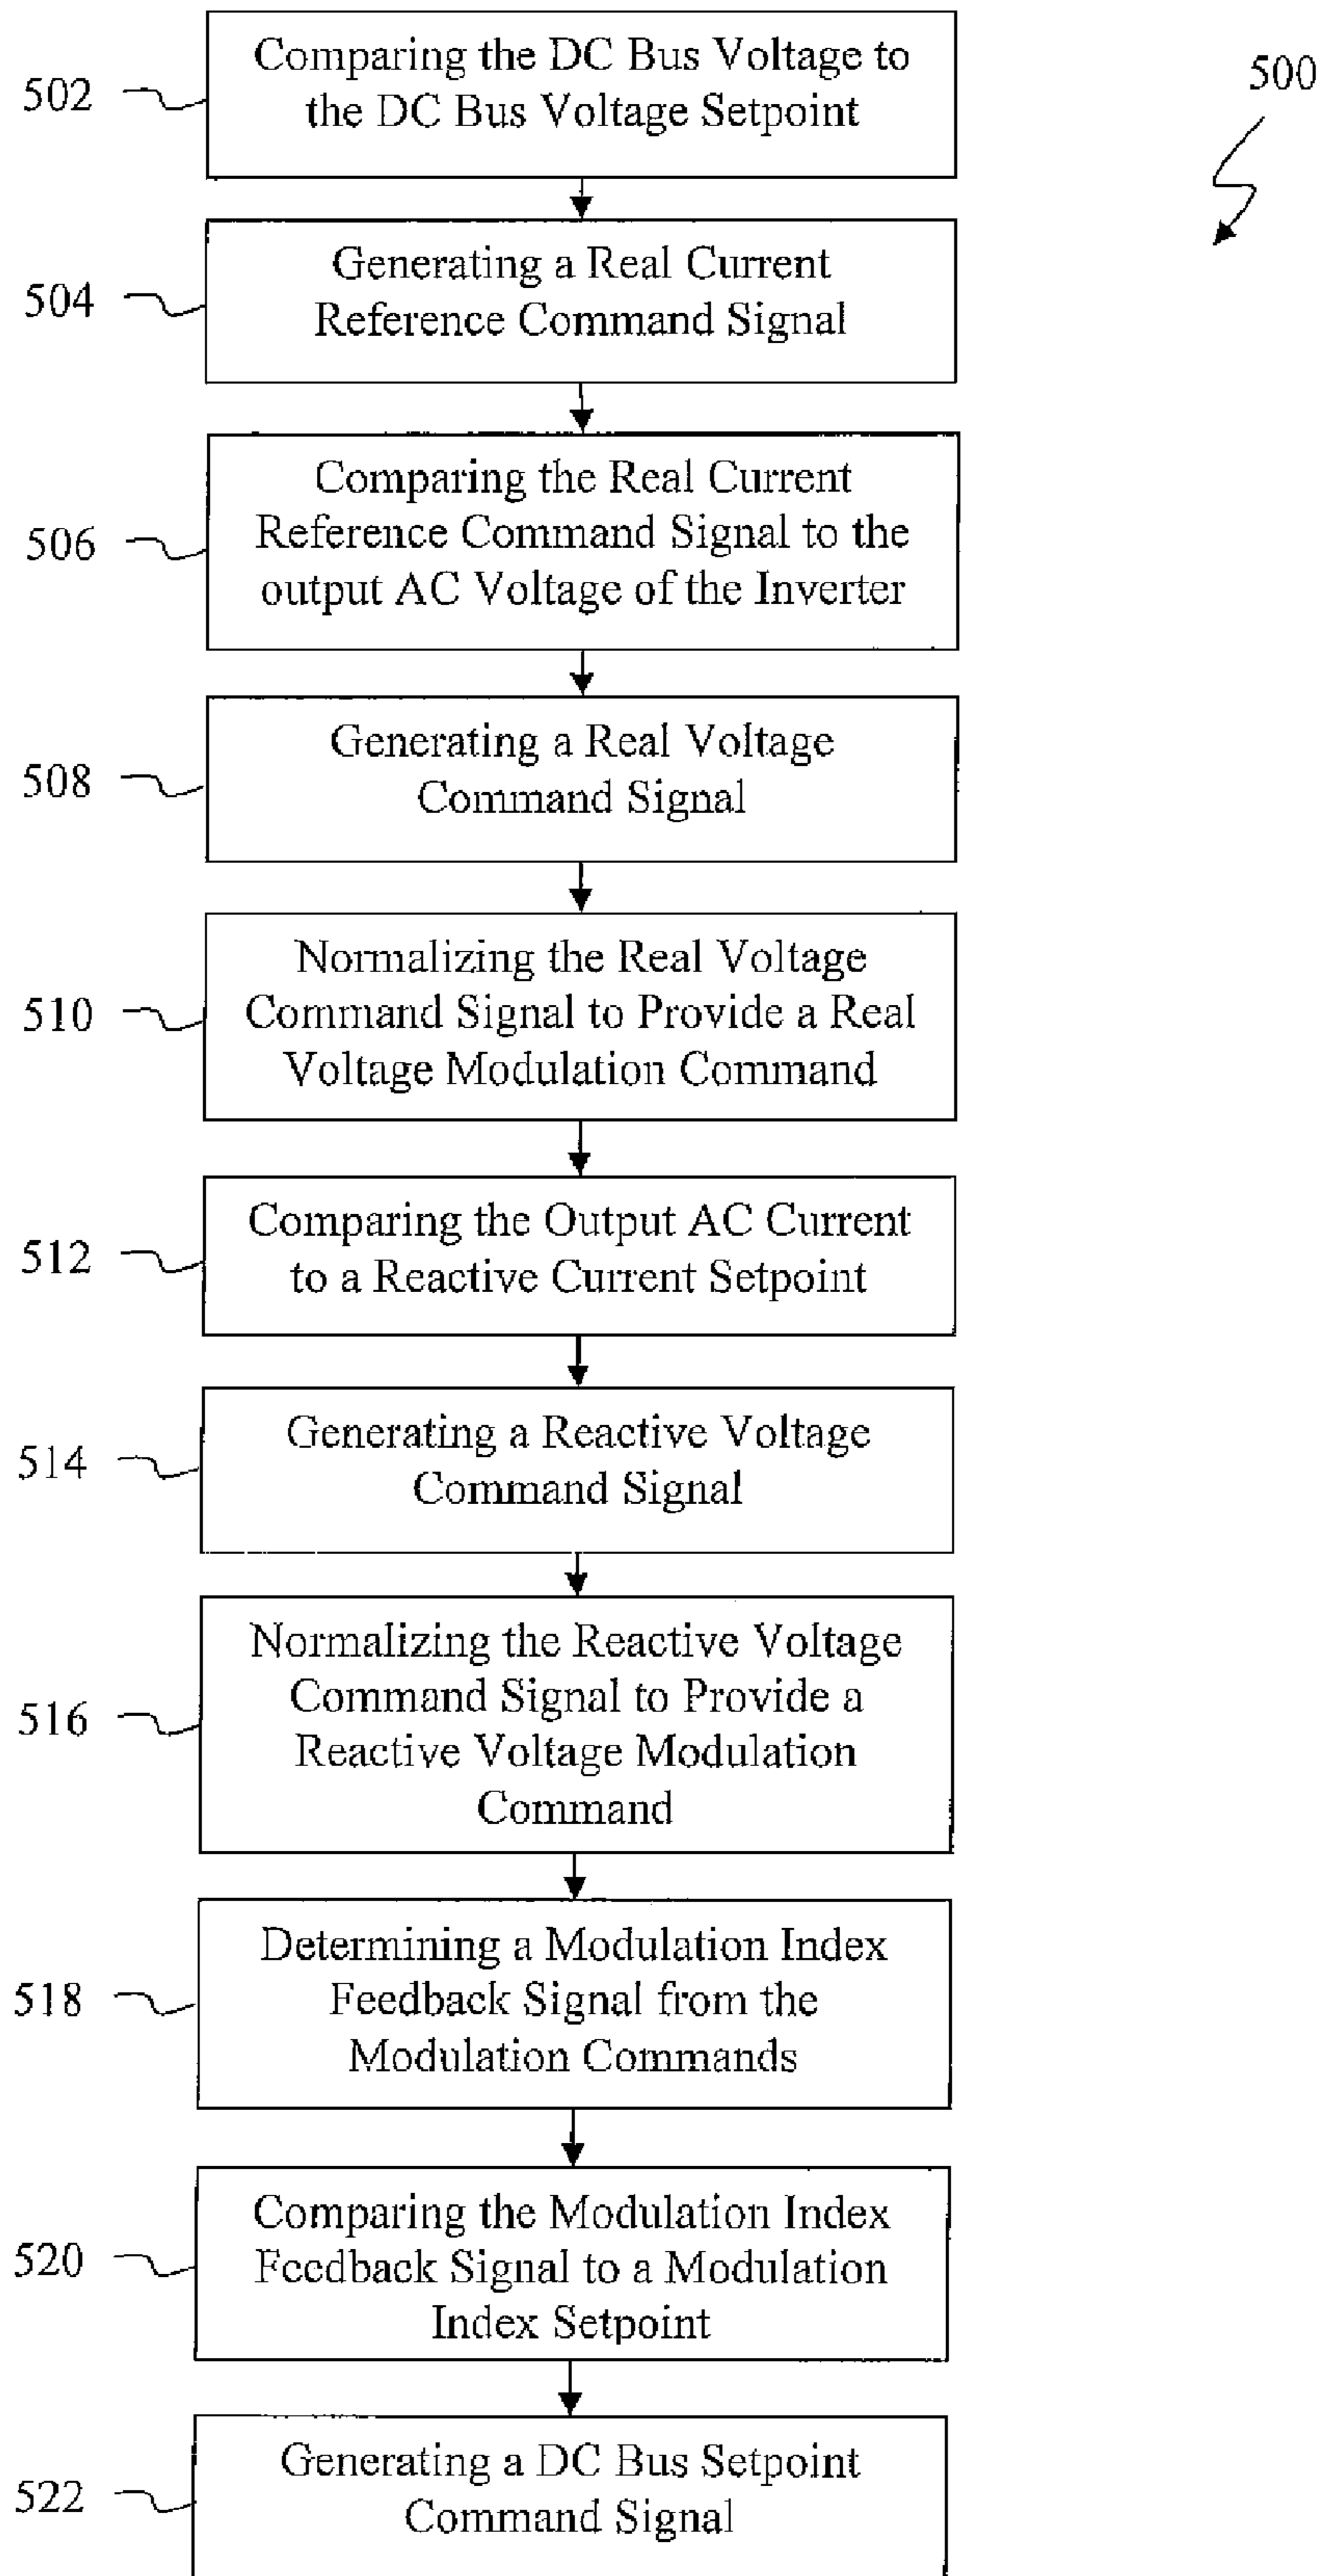 500
502
Comparing the DC Bus Voltage to
the DC Bus Voltage Setpoint
504
Generating a Real Current
Reference Command Signal
506
Comparing the Real Current
Reference Command Signal to the
output AC Voltage of the Inverter
508
Generating a Real Voltage
Command Signal
510
Normalizing the Real Voltage
Command Signal to Provide a Real
Voltage Modulation Command
512
Comparing the Output AC Current
to a Reactive Current Setpoint
514
Generating a Reactive Voltage
Command Signal
516
Normalizing the Reactive Voltage
Command Signal to Provide a
Reactive Voltage Modulation
Command
518
Determining a Modulation Index
Feedback Signal from the
Modulation Commands
520
Comparing the Modulation Index
Feedback Signal to a Modulation
Index Setpoint
522
Generating a DC Bus Setpoint
Command Signal